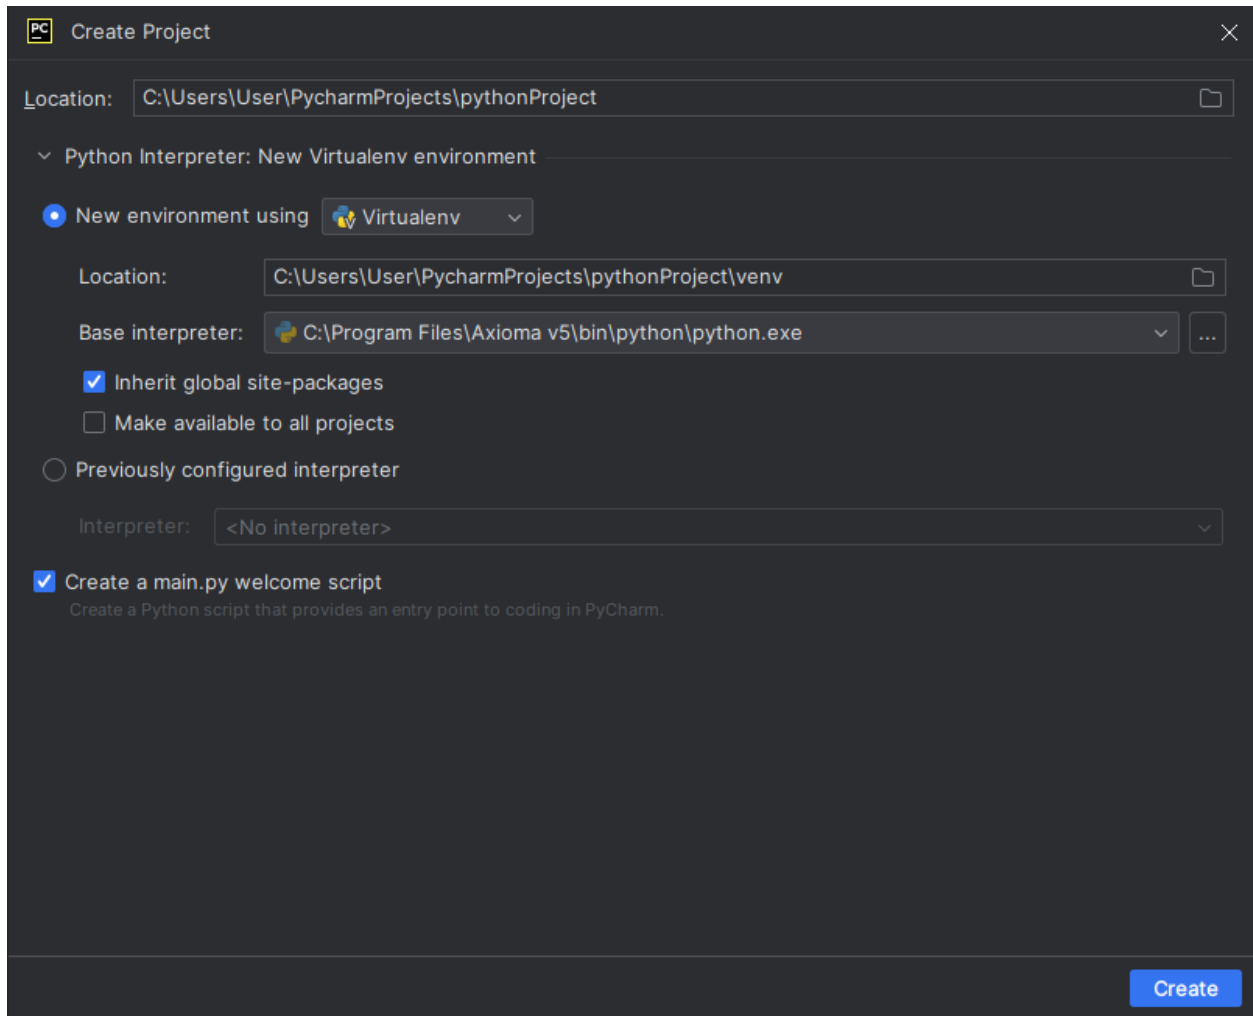 PC Create Project
Location: C:\Users\User\PycharmProjects\pythonProject
Python Interpreter: New Virtualenv environment
New environment using Virtualenv
Location: C:\Users\User\PycharmProjects\pythonProject\venv
Base interpreter: C:\Program Files\Axioma v5\bin\python\python.exe ...
Inherit global site-packages
Make available to all projects
Previously configured interpreter
Interpreter: <No interpreter>
Create a main.py welcome script
Create a Python script that provides an entry point to coding in PyCharm.
Create